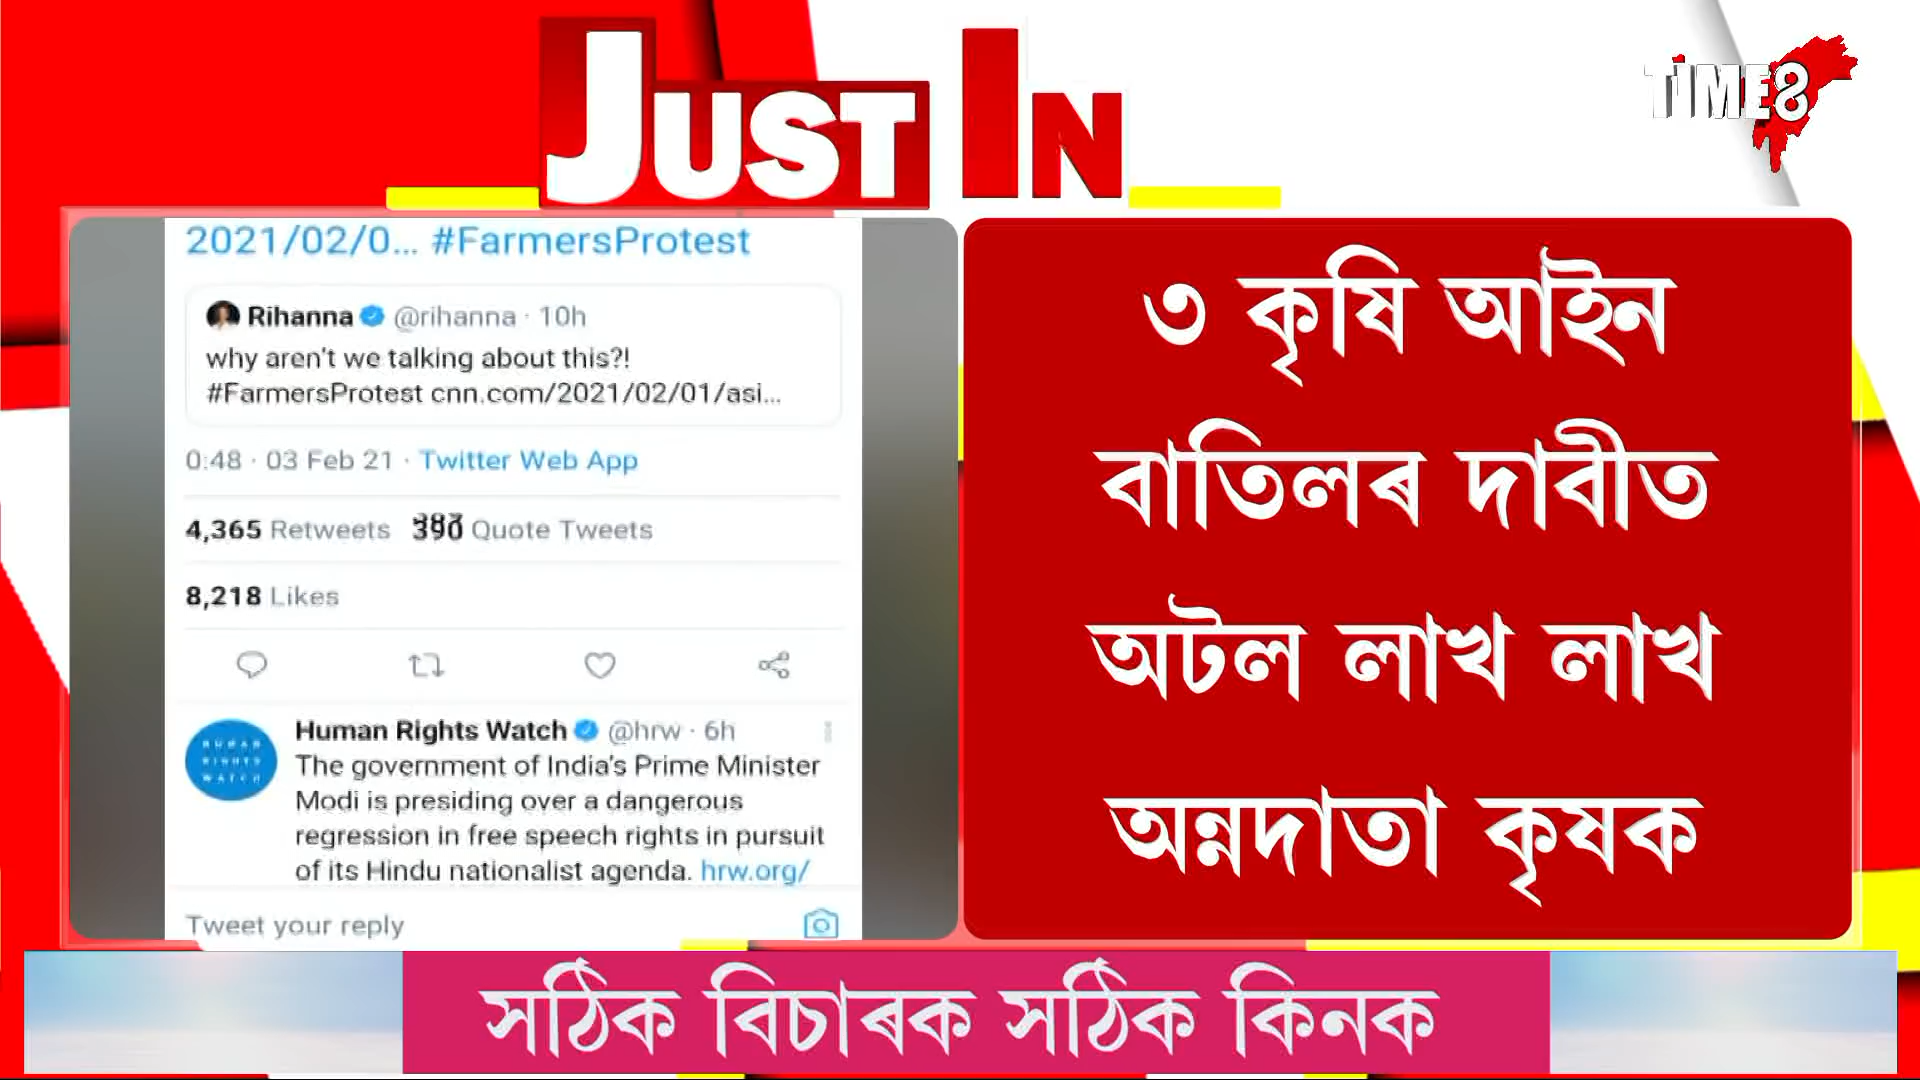 JUST IN
TIME8
2021/02/0... #FarmersProtest
Rihanna @rihanna · 10h
why aren't we talking about this?!
#FarmersProtest cnn.com/2021/02/01/asi...
0:48 · 03 Feb 21 · Twitter Web App
4,365 Retweets Quote Tweets
8,218 Likes
HUMAN
RIGHTS
WATCH
Human Rights Watch @hrw · 6h
The government of India's Prime Minister
Modi is presiding over a dangerous
regression in free speech rights in pursuit
of its Hindu nationalist agenda. hrw.org/
Tweet your reply
৩ কৃষি আইন
বাতিলৰ দাবীত
অটল লাখ লাখ
অন্নদাতা কৃষক
সঠিক বিচাৰক সঠিক কিনক